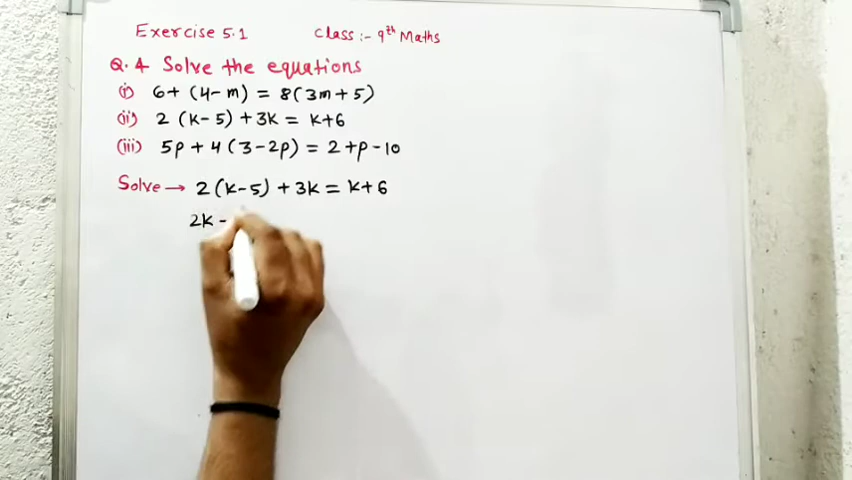 Exercise 5.1 Class :- 9th Maths
Q.4 Solve the equations
(i) 6+ (4-m) = 8(3m+5)
(ii) 2 (k-5) +3k = k+6
(iii) 5p + 4 (3-2p) = 2+p-10
Solve → 2(k-5) +3k = k+6
2k -